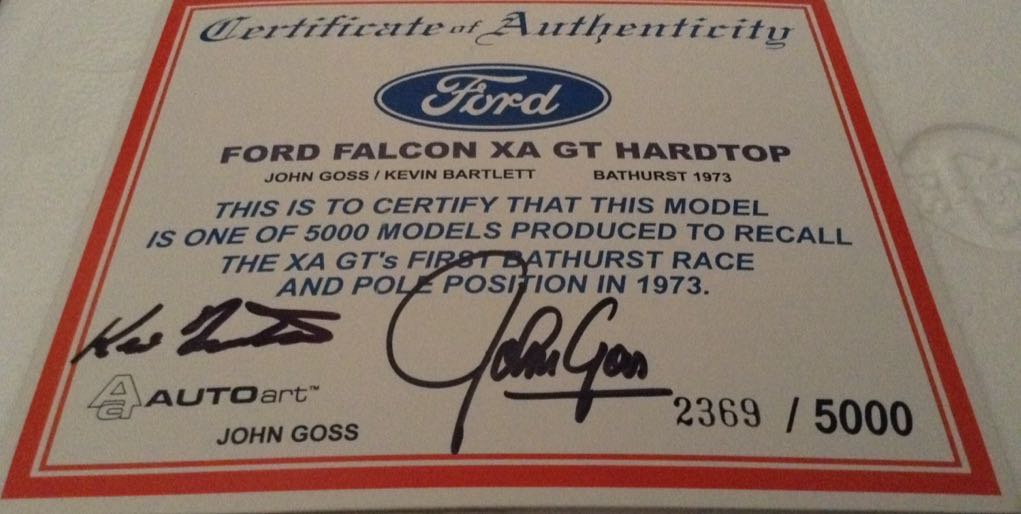 Certificate of Authenticity
Ford
FORD FALCON XA GT HARDTOP
JOHN GOSS / KEVIN BARTLETT BATHURST 1973
THIS IS TO CERTIFY THAT THIS MODEL
IS ONE OF 5000 MODELS PRODUCED TO RECALL
THE XA GT's FIRST BATHURST RACE
AND POLE POSITION IN 1973.
John Goss
AUTOart™
JOHN GOSS
2369 / 5000